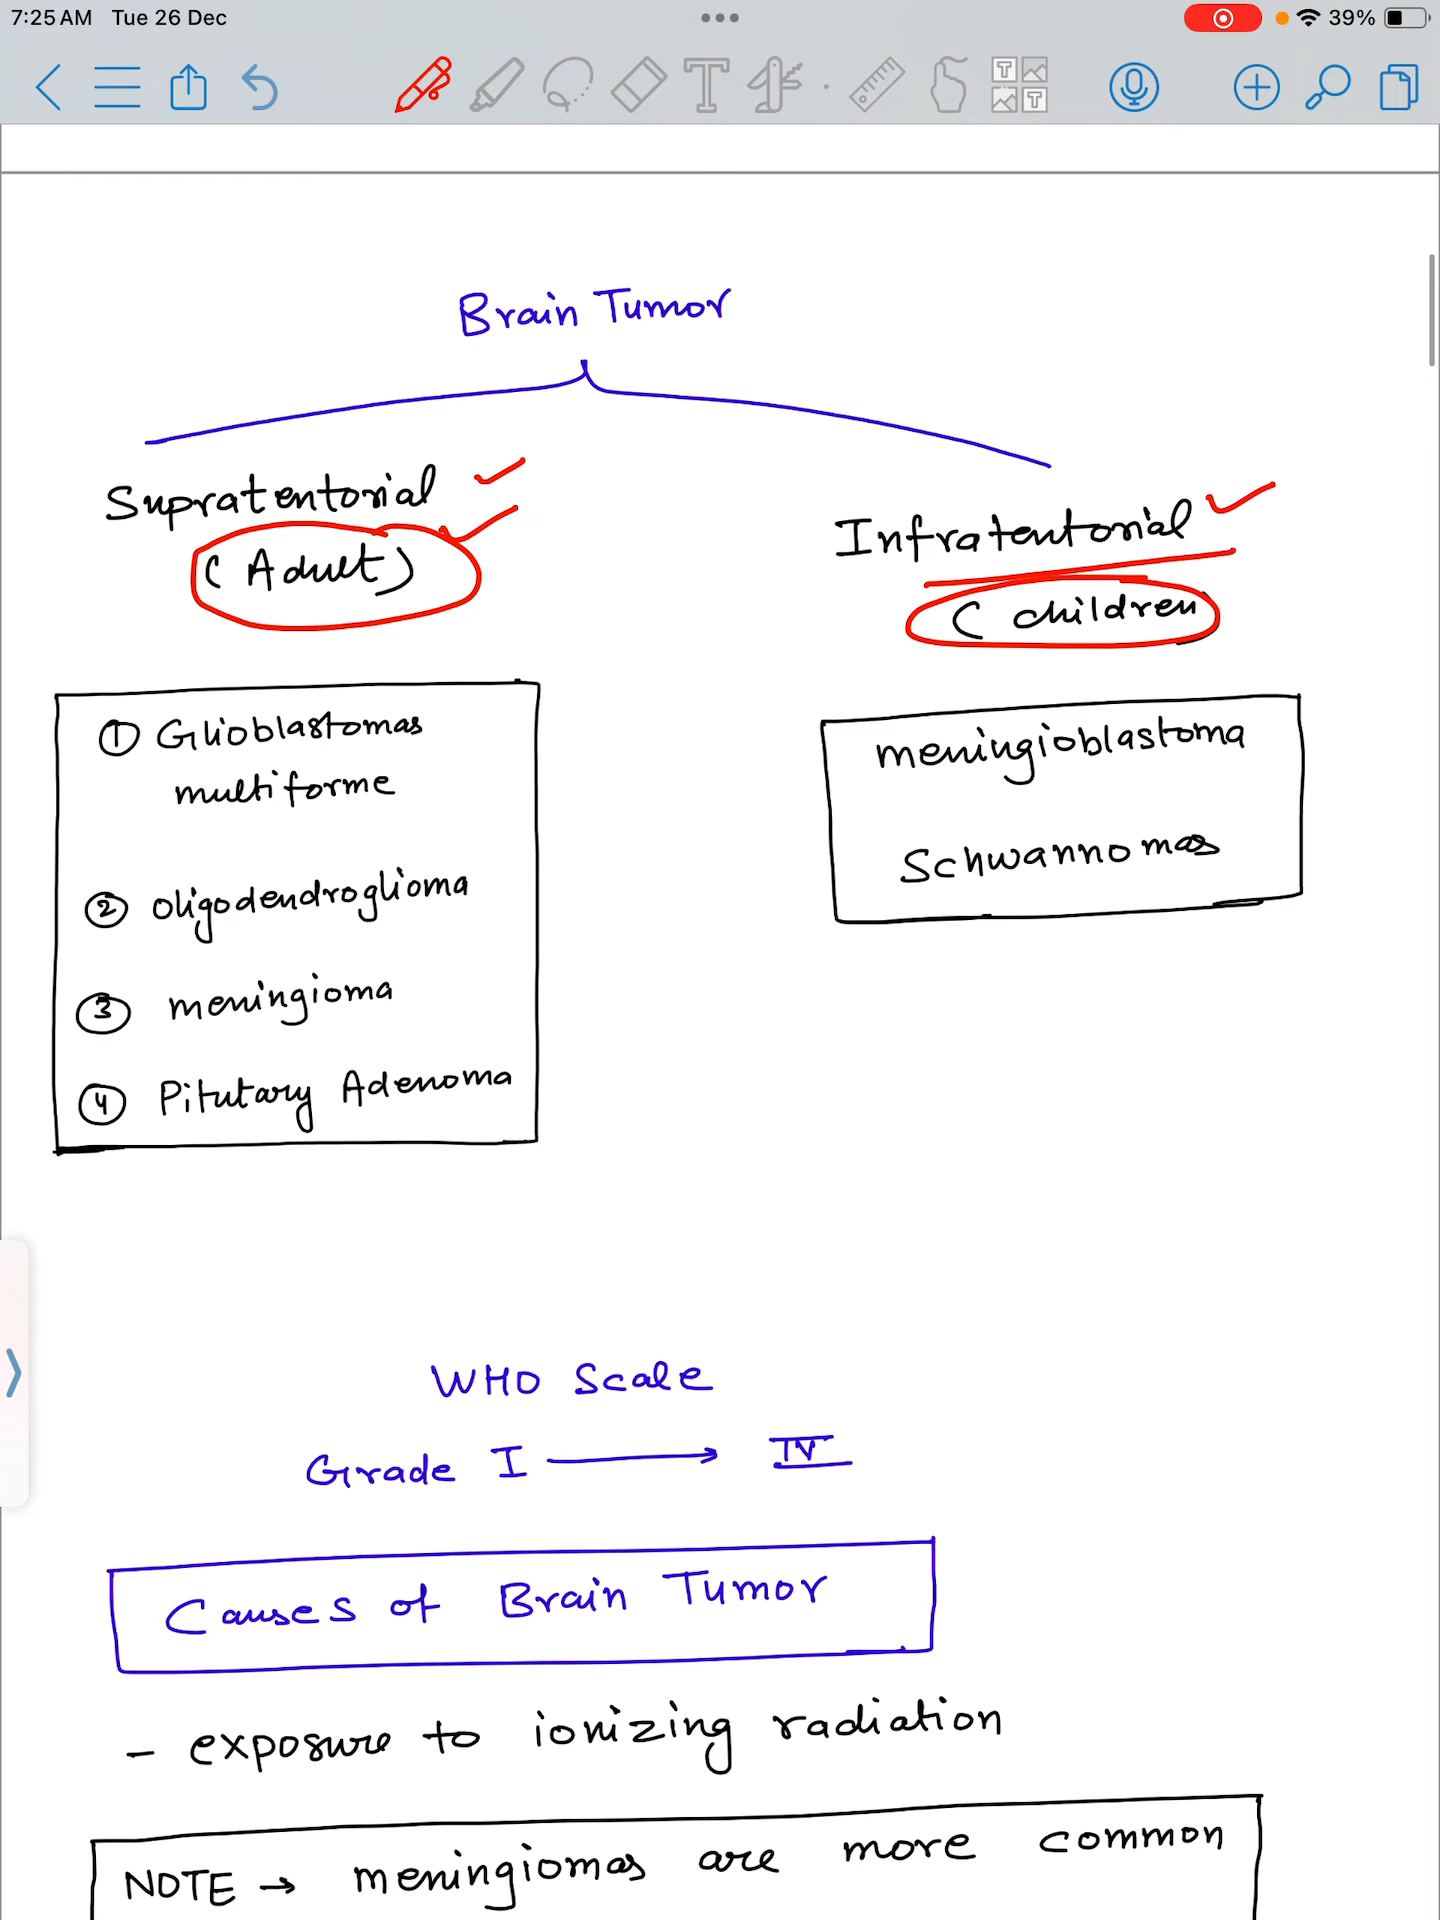 7:25 AM Tue 26 Dec
39%
Brain Tumor
Supratentorial
(Adult)
Infratentorial
(children)
① Glioblastomas
multiforme
② oligodendroglioma
③ meningioma
④ Pitutary Adenoma
meningioblastoma
Schwannomas
WHO Scale
Grade I → IV
Causes of Brain Tumor
- exposure to ionizing radiation
NOTE → meningiomas are more common